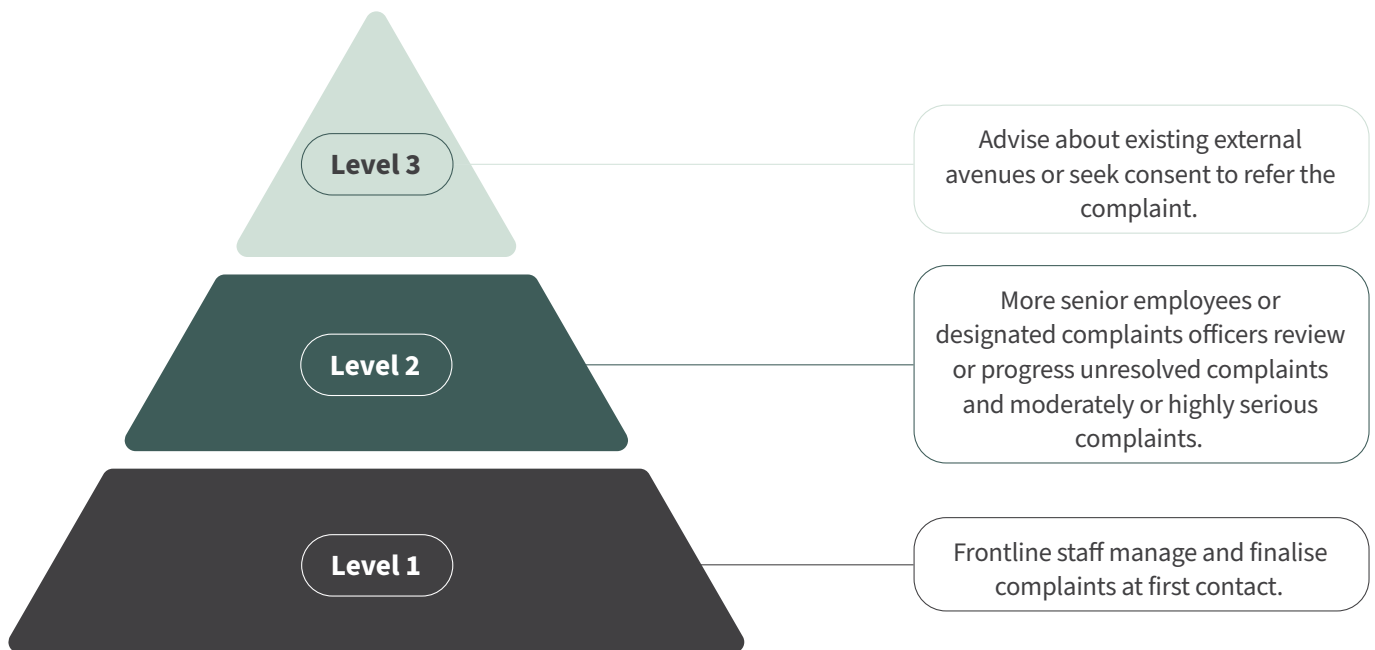 Level 3
Advise about existing external
avenues or seek consent to refer the
complaint.
Level 2
More senior employees or
designated complaints officers review
or progress unresolved complaints
and moderately or highly serious
complaints.
Level 1
Frontline staff manage and finalise
complaints at first contact.